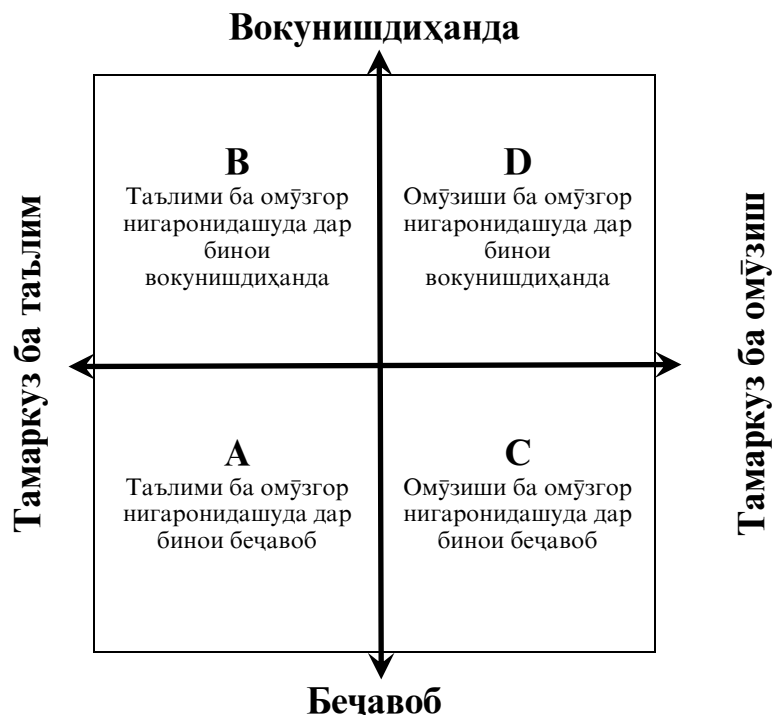 Вокунишдиҳанда
Тамаркуз ба таълим
B
Таълими ба омӯзгор
нигаронидашуда дар
бинои
вокунишдиҳанда
D
Омӯзиши ба омӯзгор
нигаронидашуда дар
бинои
вокунишдиҳанда
A
Таълими ба омӯзгор
нигаронидашуда дар
бинои беҷавоб
C
Омӯзиши ба омӯзгор
нигаронидашуда дар
бинои беҷавоб
Тамаркуз ба омӯзиш
Беҷавоб